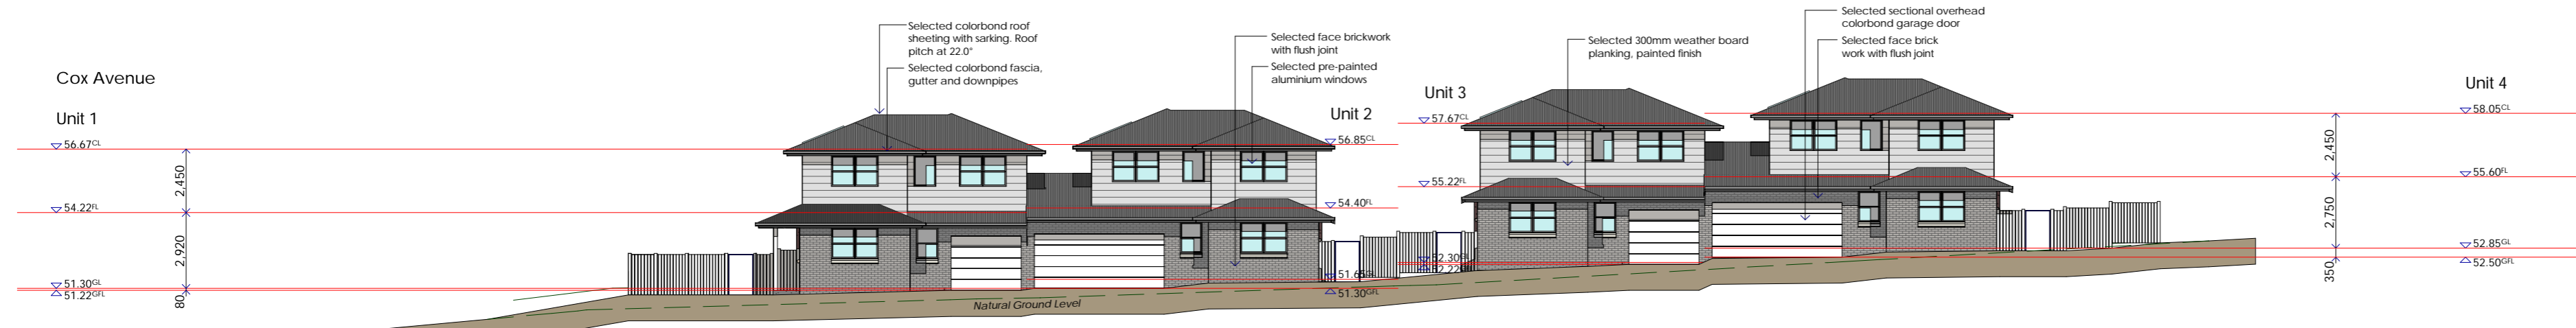 Cox Avenue
Unit 1
56.67CL
2,450
54.22FL
2,920
51.30GL
51.22GFL
80
Selected colorbond roof
sheeting with sarking. Roof
pitch at 22.0°
Selected colorbond fascia,
gutter and downpipes
Selected face brickwork
with flush joint
Selected pre-painted
aluminium windows
Unit 2
56.85CL
54.40FL
51.65GL
51.30GFL
Natural Ground Level
Unit 3
57.67CL
55.22FL
52.30GL
52.22GFL
Selected 300mm weather board
planking, painted finish
Selected sectional overhead
colorbond garage door
Selected face brick
work with flush joint
Unit 4
58.05CL
2,450
55.60FL
2,750
52.85GL
52.50GFL
350